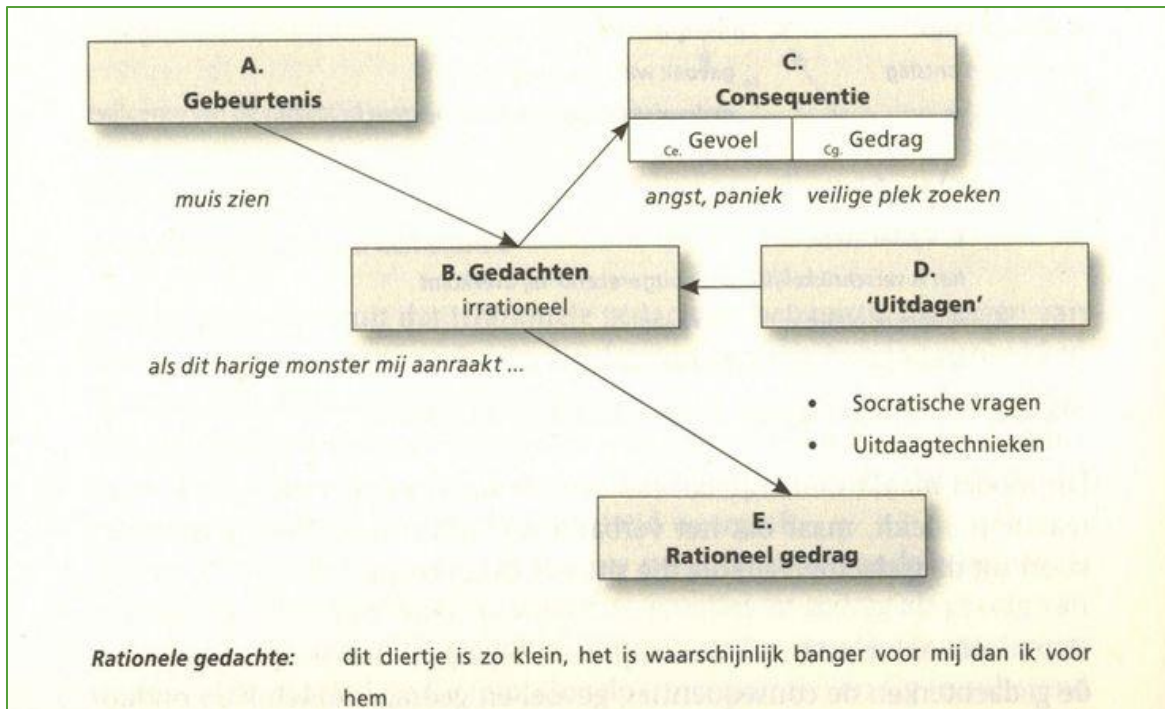 A.
Gebeurtenis
C.
Consequentie
Ce. Gevoel
Cg. Gedrag
muis zien
angst, paniek
veilige plek zoeken
B. Gedachten
irrationeel
D.
'Uitdagen'
als dit harige monster mij aanraakt ...
• Socratische vragen
• Uitdaagtechnieken
E.
Rationeel gedrag
Rationele gedachte: dit diertje is zo klein, het is waarschijnlijk banger voor mij dan ik voor
hem